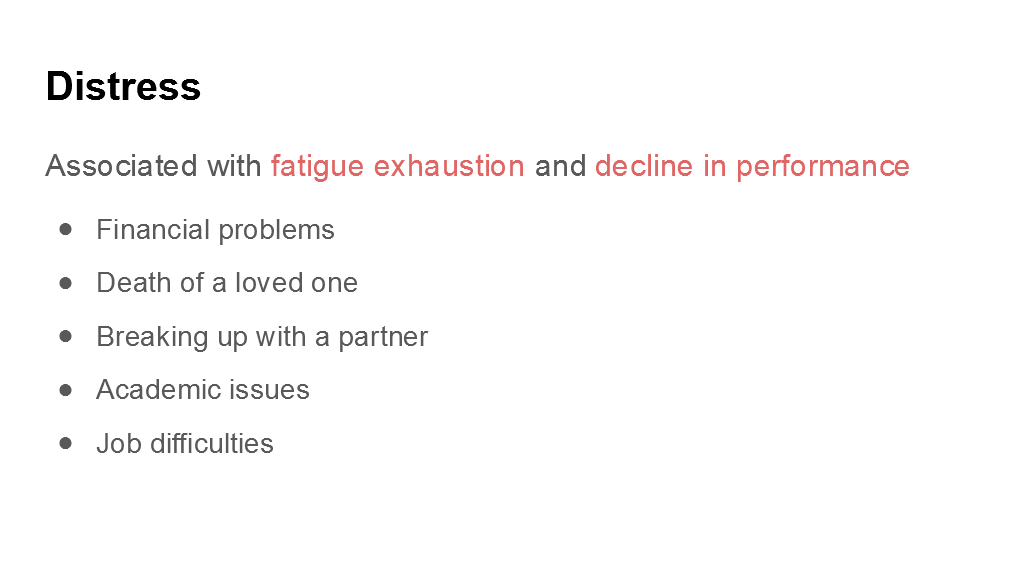 Distress
Associated with fatigue exhaustion and decline in performance
● Financial problems
● Death of a loved one
● Breaking up with a partner
● Academic issues
● Job difficulties